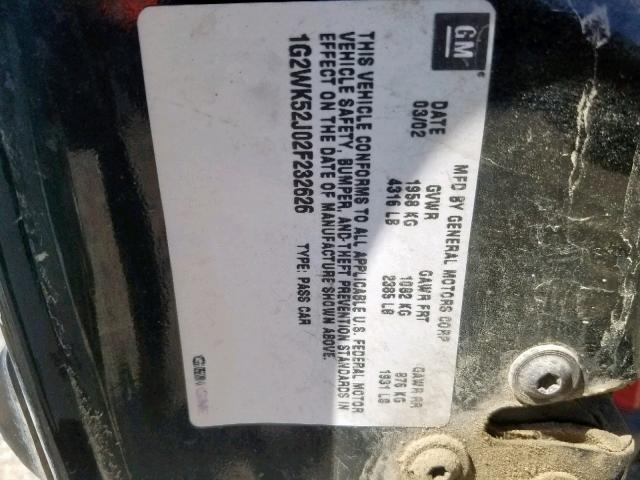 GM
MFD BY GENERAL MOTORS CORP
DATE GVWR GAWR FRT GAWR RR
03/02 1958 KG 1082 KG 876 KG
4316 LB 2385 LB 1931 LB
THIS VEHICLE CONFORMS TO ALL APPLICABLE U.S. FEDERAL MOTOR
VEHICLE SAFETY, BUMPER, AND THEFT PREVENTION STANDARDS IN
EFFECT ON THE DATE OF MANUFACTURE SHOWN ABOVE.
1G2WK52J02F232626 TYPE: PASS CAR